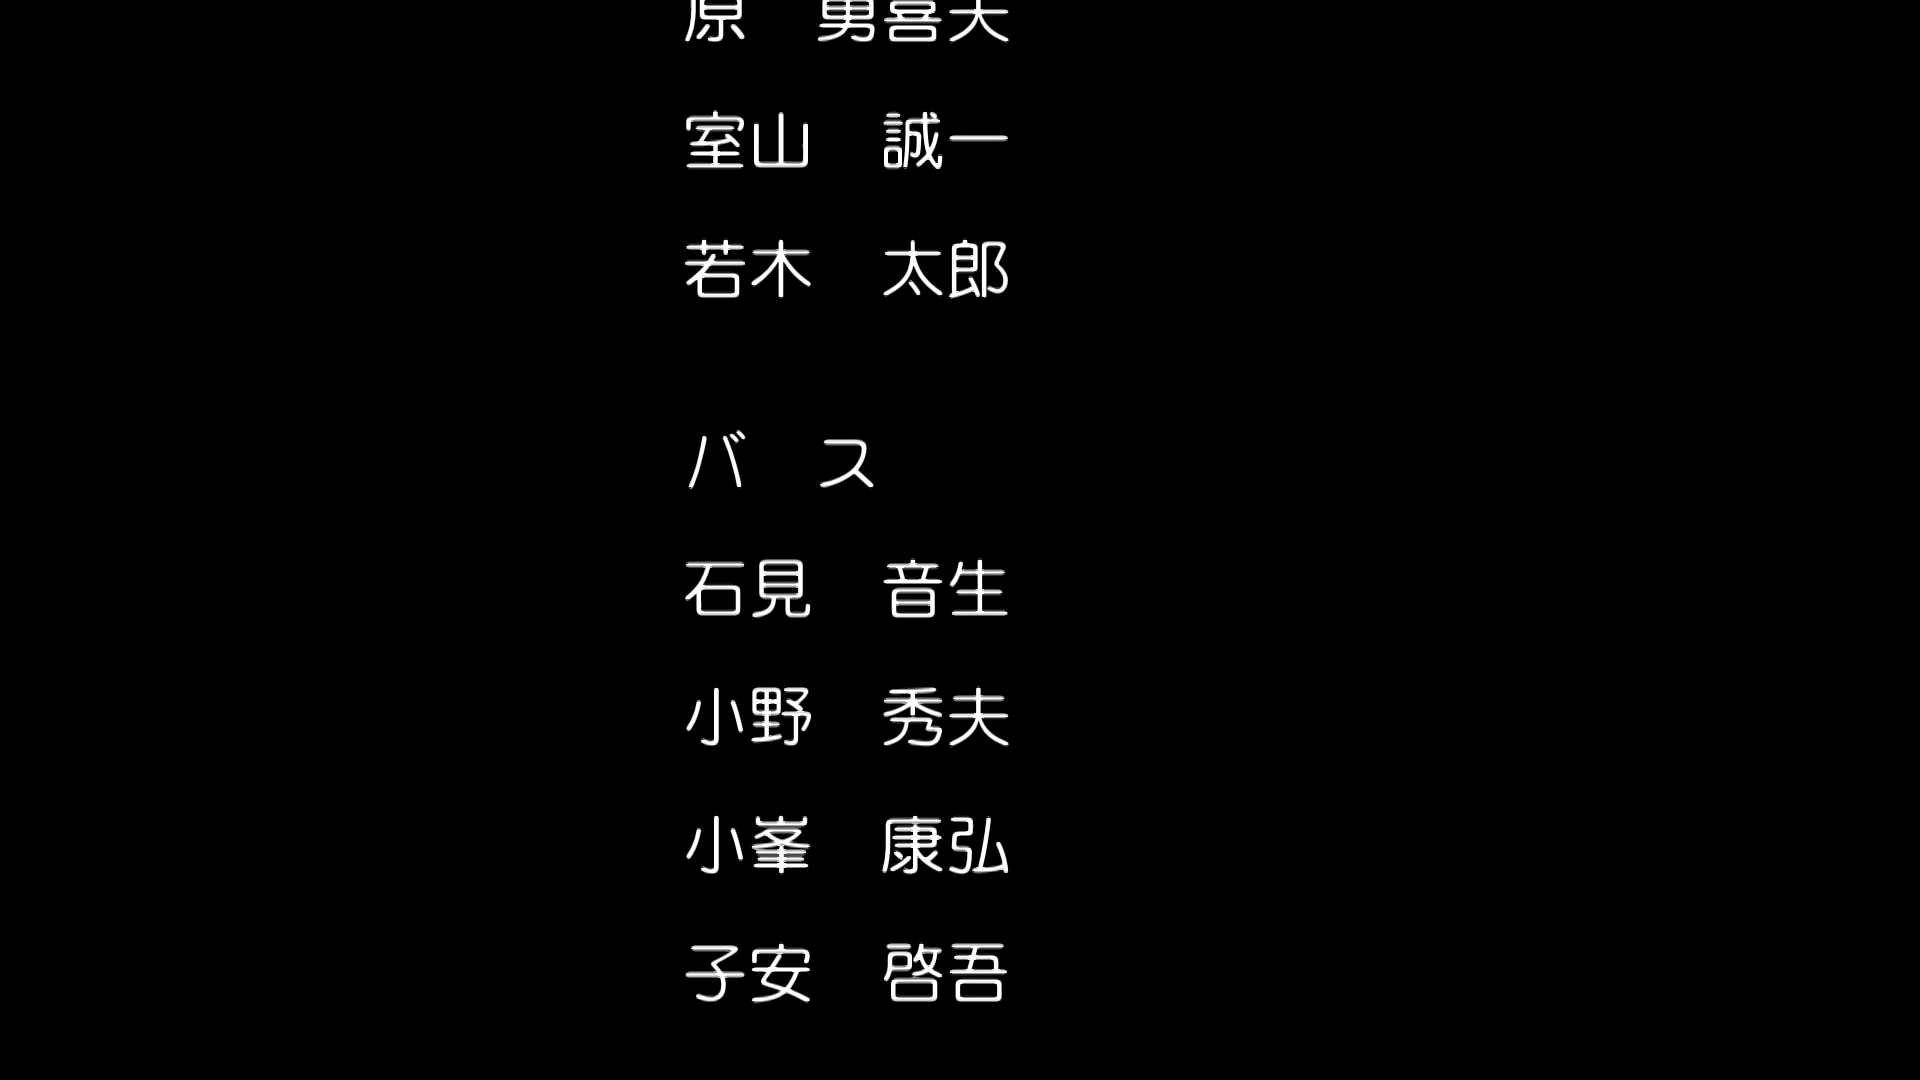 原　勇喜夫
室山　誠一
若木　太郎
バ　ス
石見　音生
小野　秀夫
小峯　康弘
子安　啓吾